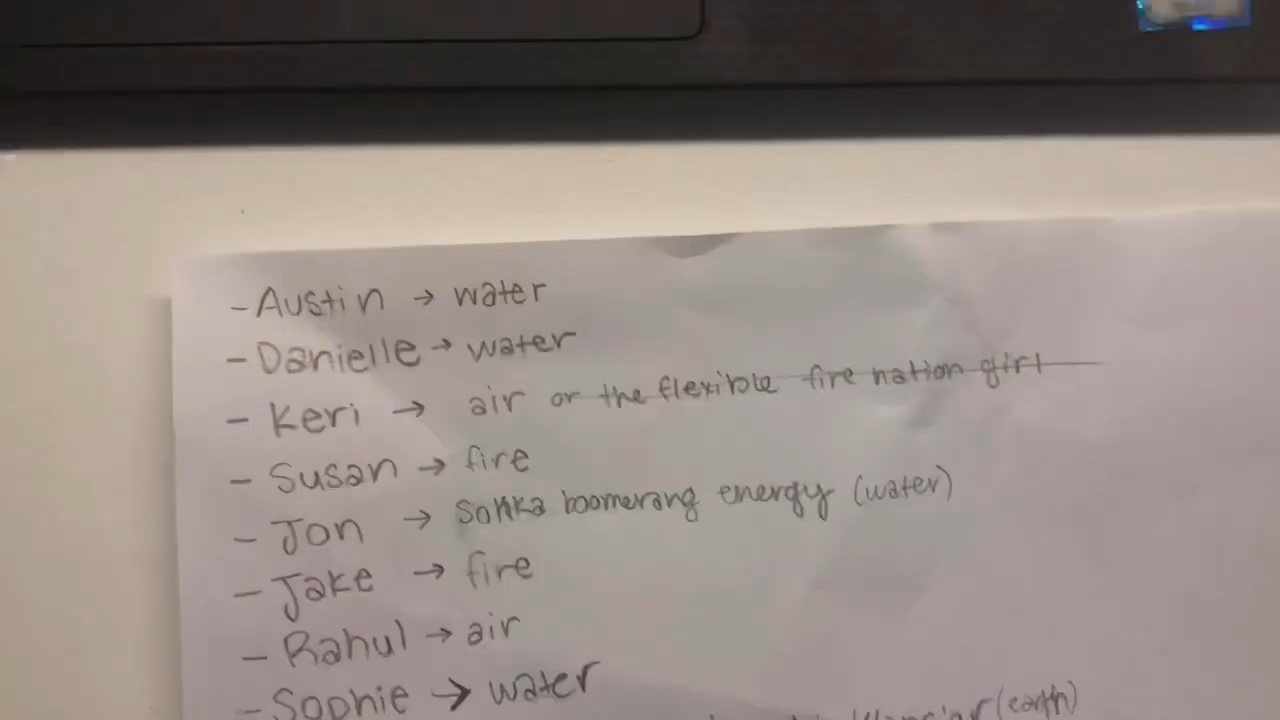 - Austin → water
- Danielle → water
- Keri → air or the flexible fire nation girl
- Susan → fire
- Jon → Sokka boomerang energy (water)
- Jake → fire
- Rahul → air
- Sophie → water
(earth)